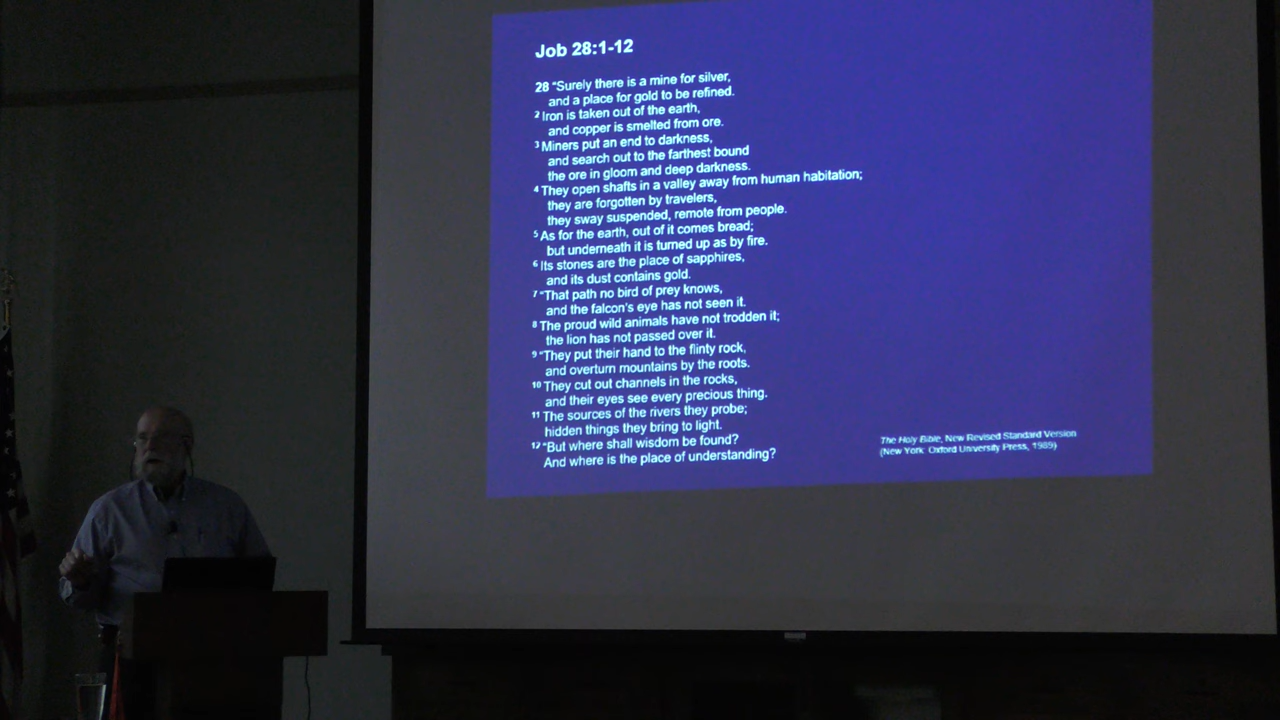 Job 28:1-12
28 “Surely there is a mine for silver,
and a place for gold to be refined.
2 Iron is taken out of the earth,
and copper is smelted from ore.
3 Miners put an end to darkness,
and search out to the farthest bound
the ore in gloom and deep darkness.
4 They open shafts in a valley away from human habitation;
they are forgotten by travelers,
they sway suspended, remote from people.
5 As for the earth, out of it comes bread;
but underneath it is turned up as by fire.
6 Its stones are the place of sapphires,
and its dust contains gold.
7 “That path no bird of prey knows,
and the falcon's eye has not seen it.
8 The proud wild animals have not trodden it;
the lion has not passed over it.
9 “They put their hand to the flinty rock,
and overturn mountains by the roots.
10 They cut out channels in the rocks,
and their eyes see every precious thing.
11 The sources of the rivers they probe;
hidden things they bring to light.
12 “But where shall wisdom be found?
And where is the place of understanding?
The Holy Bible, New Revised Standard Version
(New York: Oxford University Press, 1989)